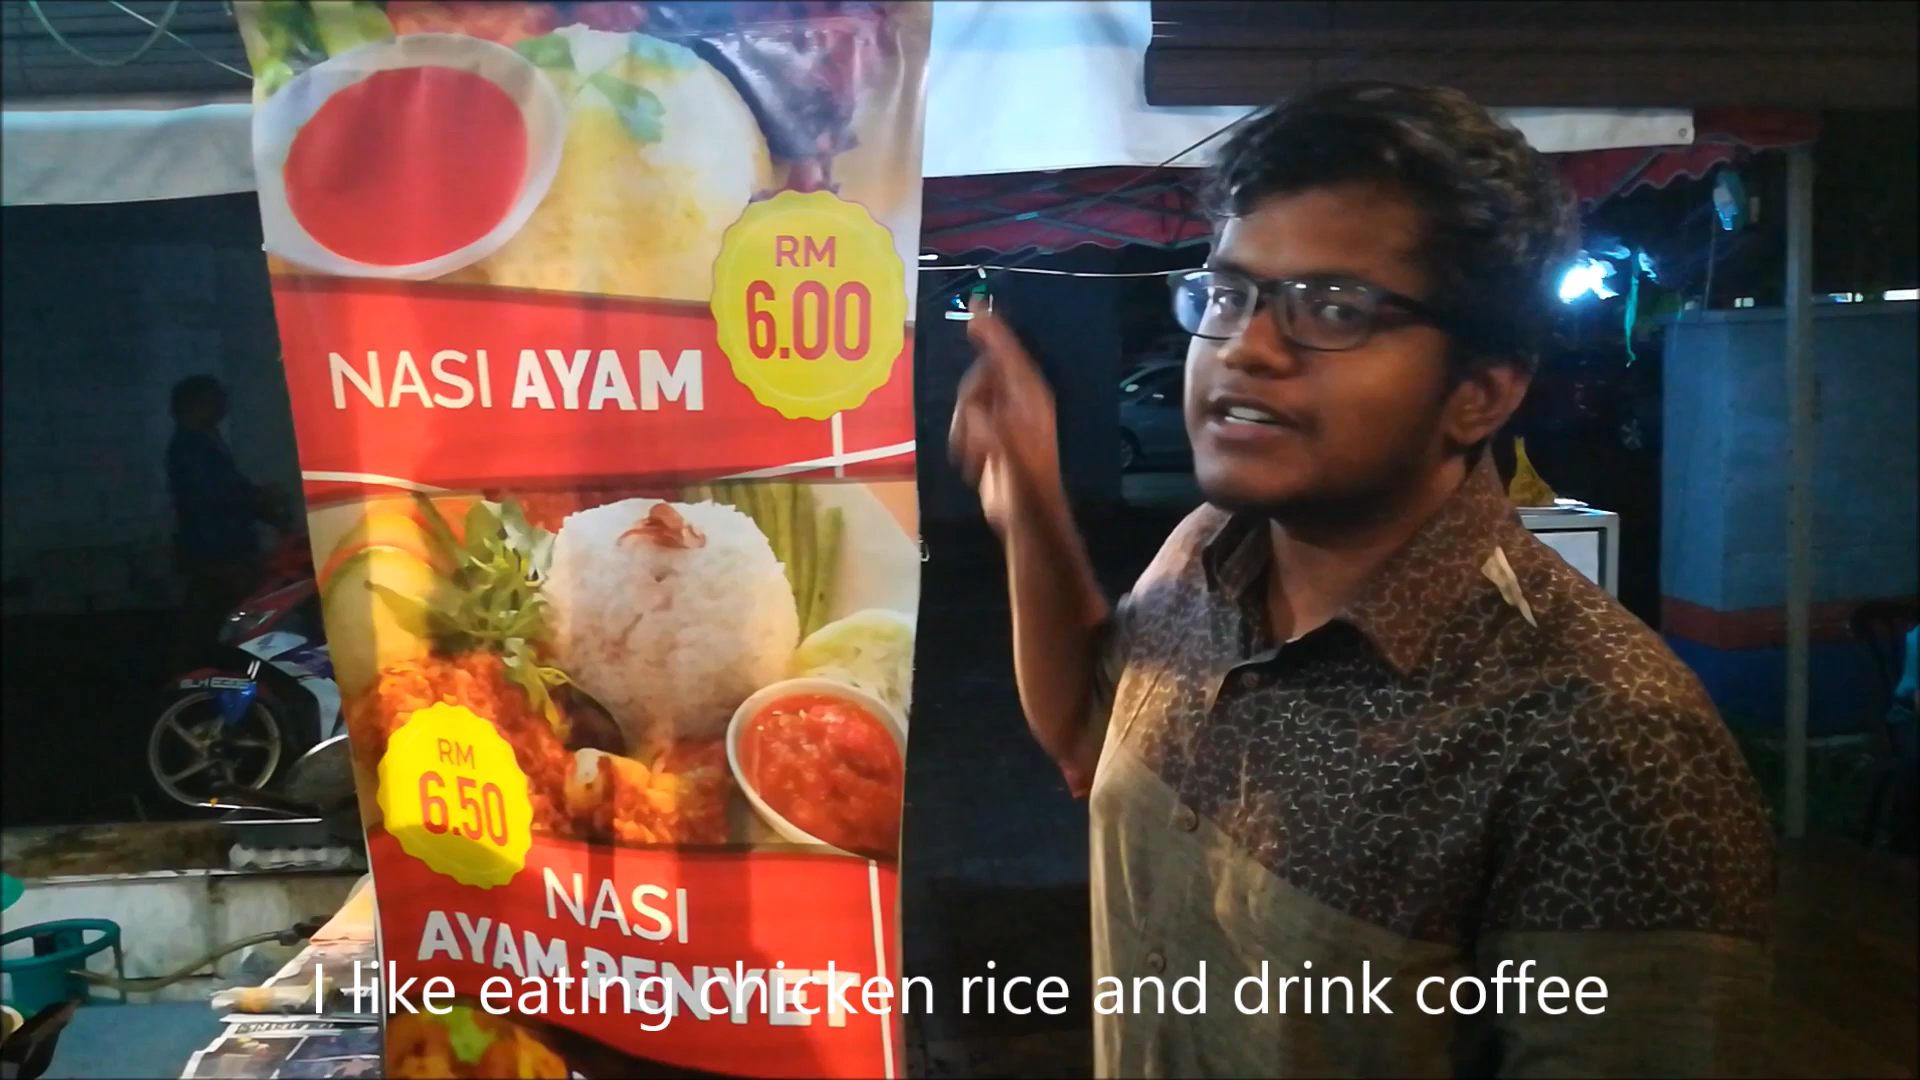 RM
6.00
NASI AYAM
RM
6.50
NASI
AYAM PENYET
I like eating chicken rice and drink coffee